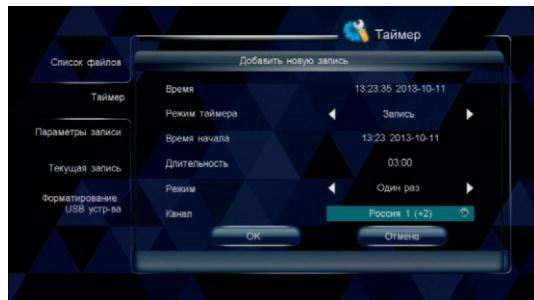 Таймер
Добавить новую запись
Список файлов
Таймер
Параметры записи
Текущая запись
Форматирование
USB устр-ва
Время 13:23:35 2013-10-11
Режим таймера Запись
Время начала 13:23 2013-10-11
Длительность 03:00
Режим Один раз
Канал Россия 1 (+2)
OK Отмена